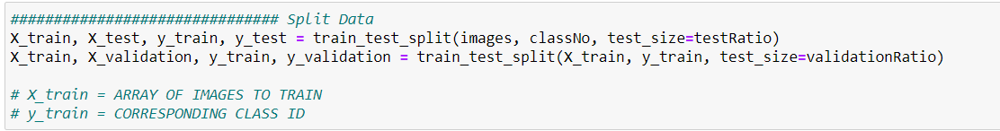 ############################### Split Data
X_train, X_test, y_train, y_test = train_test_split(images, classNo, test_size=testRatio)
X_train, X_validation, y_train, y_validation = train_test_split(X_train, y_train, test_size=validationRatio)
# X_train = ARRAY OF IMAGES TO TRAIN
# y_train = CORRESPONDING CLASS ID